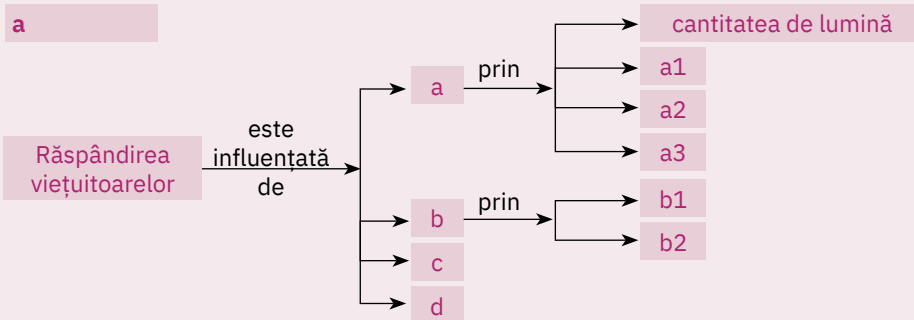 a
Răspândirea
viețuitoarelor
este
influențată
de
a
prin
cantitatea de lumină
a1
a2
a3
b
prin
b1
b2
c
d